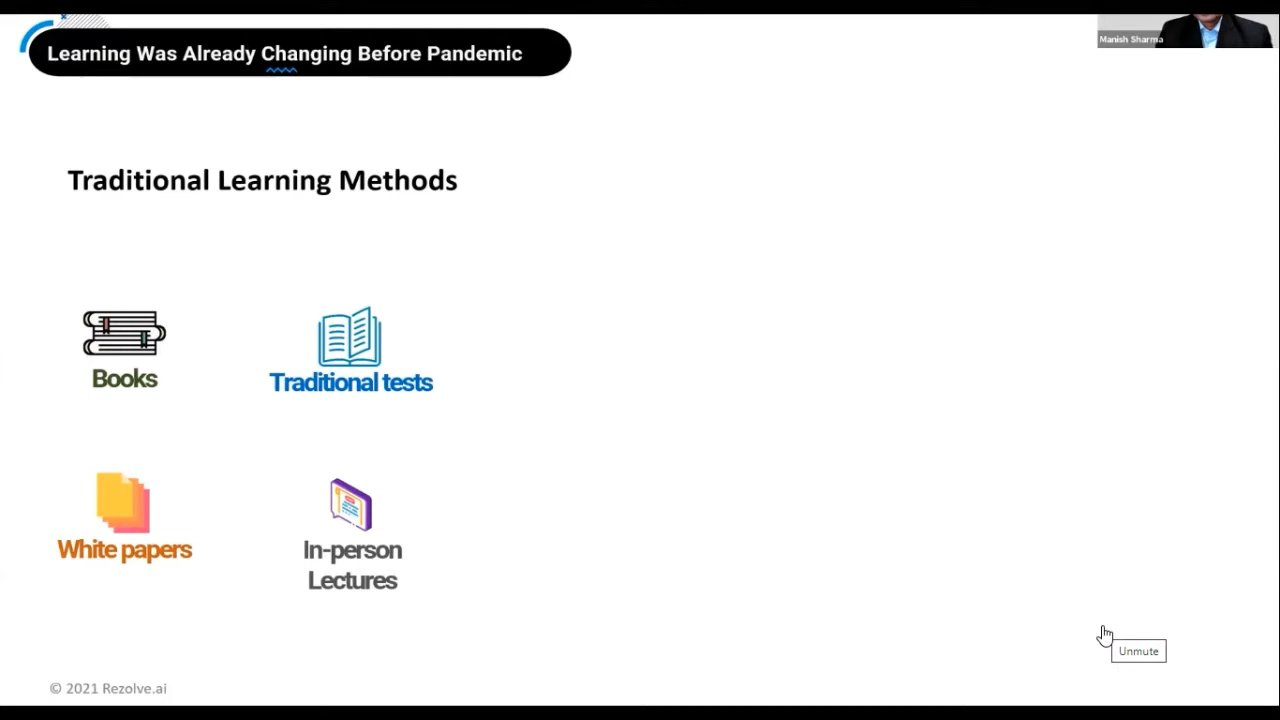 Learning Was Already Changing Before Pandemic
Manish Sharma
Traditional Learning Methods
Books
Traditional tests
White papers
In-person
Lectures
Unmute
© 2021 Rezolve.ai